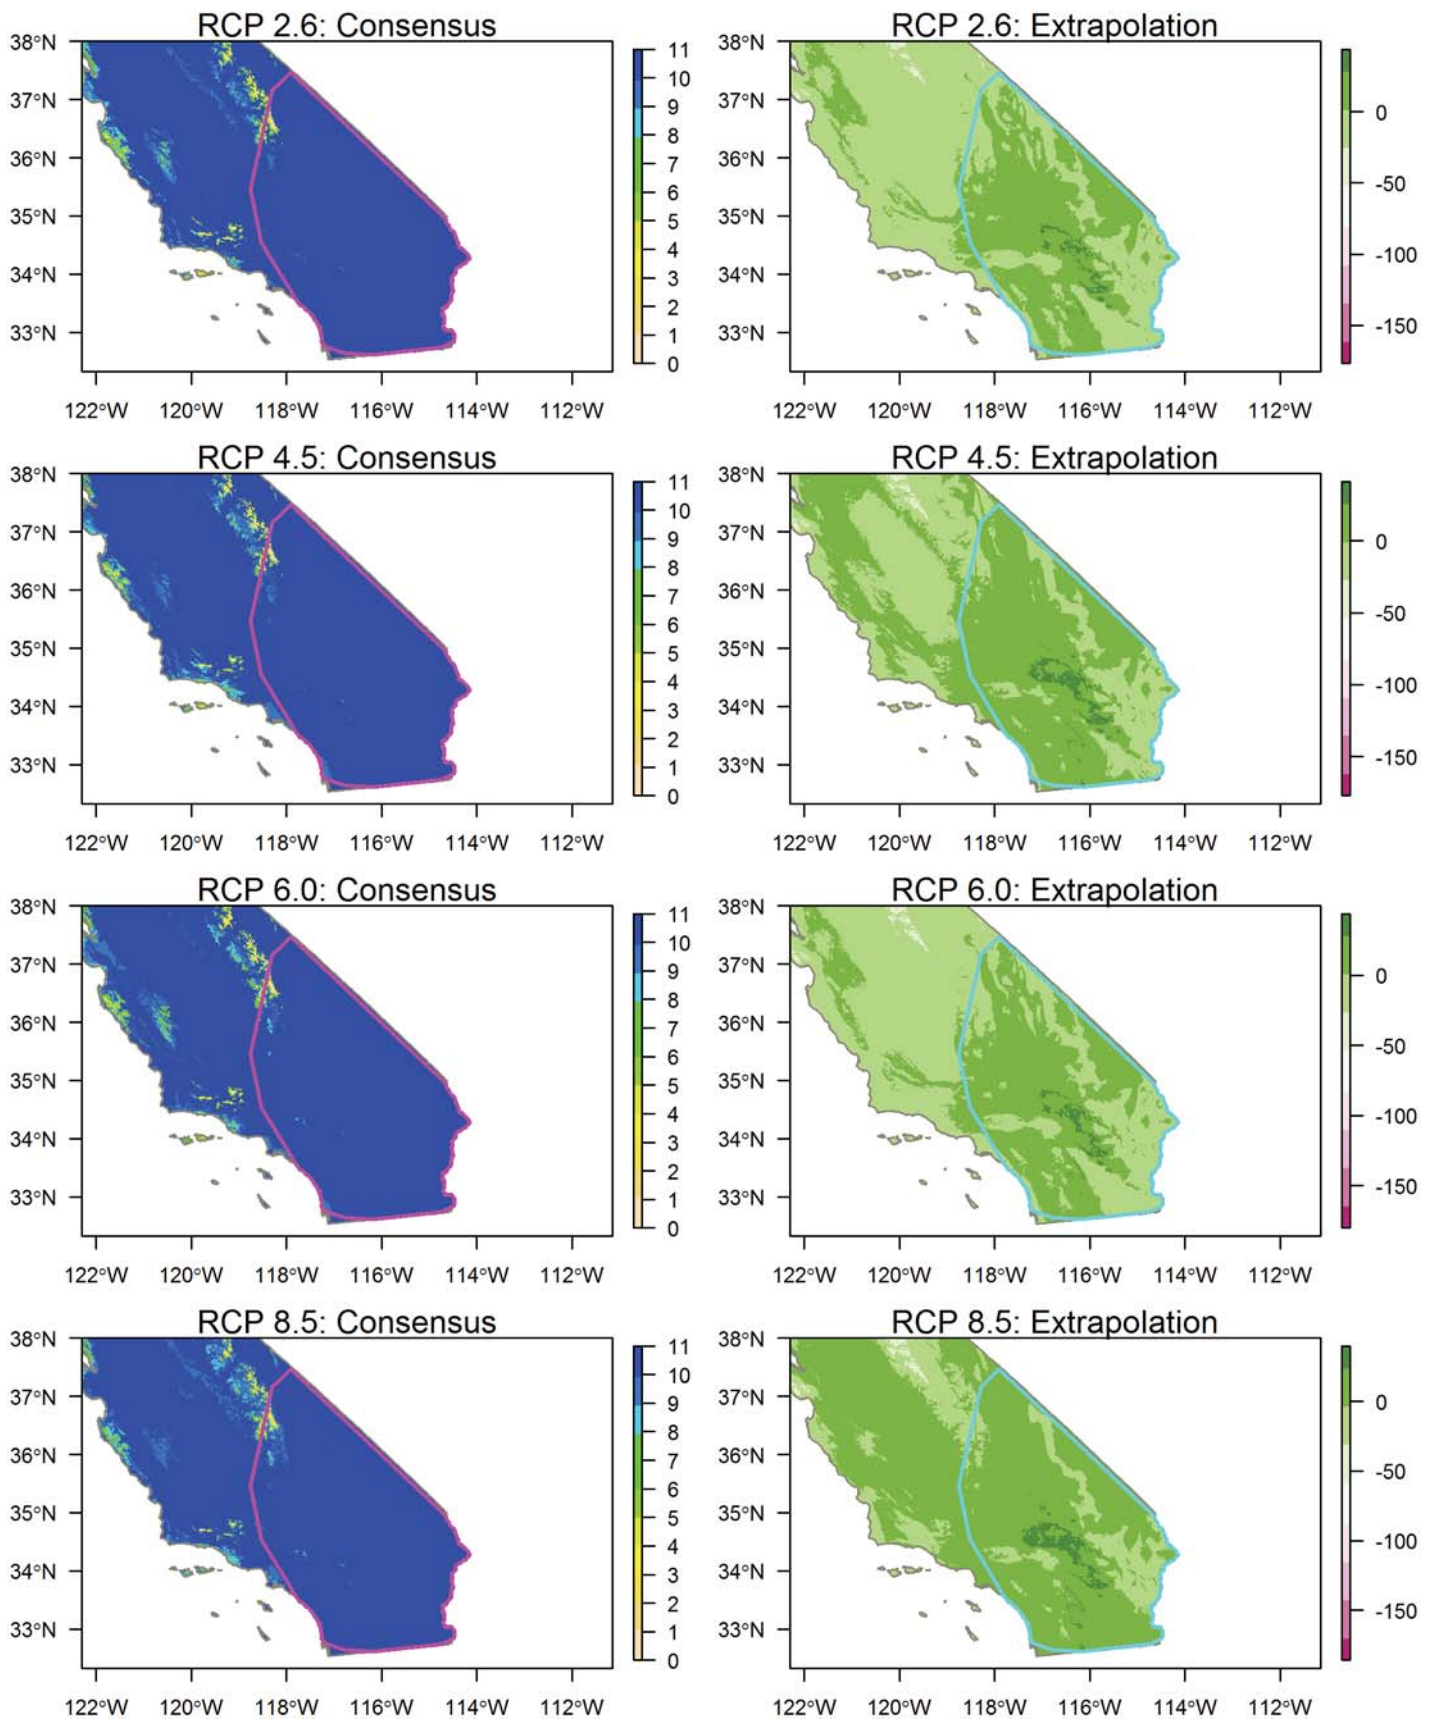 RCP 2.6: Consensus
38°N
37°N
36°N
35°N
34°N
33°N
122°W 120°W 118°W 116°W 114°W 112°W
11
10
9
8
7
6
5
4
3
2
1
0
RCP 2.6: Extrapolation
38°N
37°N
36°N
35°N
34°N
33°N
122°W 120°W 118°W 116°W 114°W 112°W
0
-50
-100
-150
RCP 4.5: Consensus
38°N
37°N
36°N
35°N
34°N
33°N
122°W 120°W 118°W 116°W 114°W 112°W
11
10
9
8
7
6
5
4
3
2
1
0
RCP 4.5: Extrapolation
38°N
37°N
36°N
35°N
34°N
33°N
122°W 120°W 118°W 116°W 114°W 112°W
0
-50
-100
-150
RCP 6.0: Consensus
38°N
37°N
36°N
35°N
34°N
33°N
122°W 120°W 118°W 116°W 114°W 112°W
11
10
9
8
7
6
5
4
3
2
1
0
RCP 6.0: Extrapolation
38°N
37°N
36°N
35°N
34°N
33°N
122°W 120°W 118°W 116°W 114°W 112°W
0
-50
-100
-150
RCP 8.5: Consensus
38°N
37°N
36°N
35°N
34°N
33°N
122°W 120°W 118°W 116°W 114°W 112°W
11
10
9
8
7
6
5
4
3
2
1
0
RCP 8.5: Extrapolation
38°N
37°N
36°N
35°N
34°N
33°N
122°W 120°W 118°W 116°W 114°W 112°W
0
-50
-100
-150